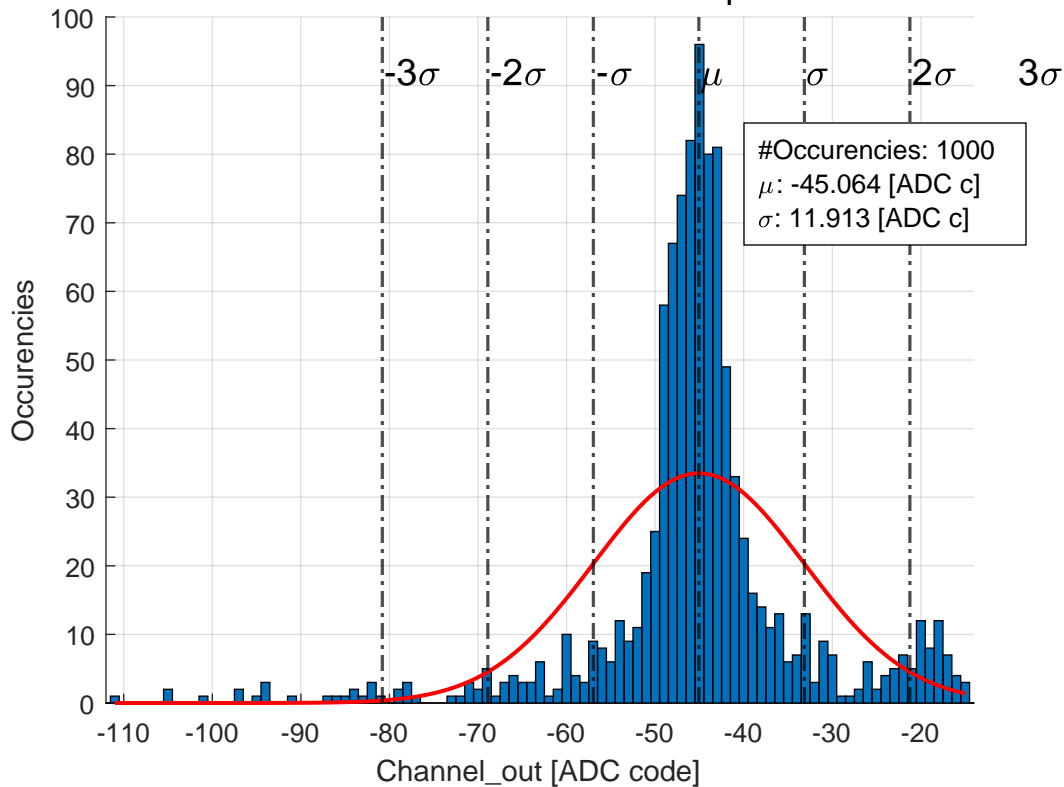 100
90
80
70
60
50
40
30
20
10
0
-3σ -2σ -σ μ σ 2σ 3σ
#Occurencies: 1000
μ: -45.064 [ADC c]
σ: 11.913 [ADC c]
Occurencies
-110 -100 -90 -80 -70 -60 -50 -40 -30 -20
Channel_out [ADC code]